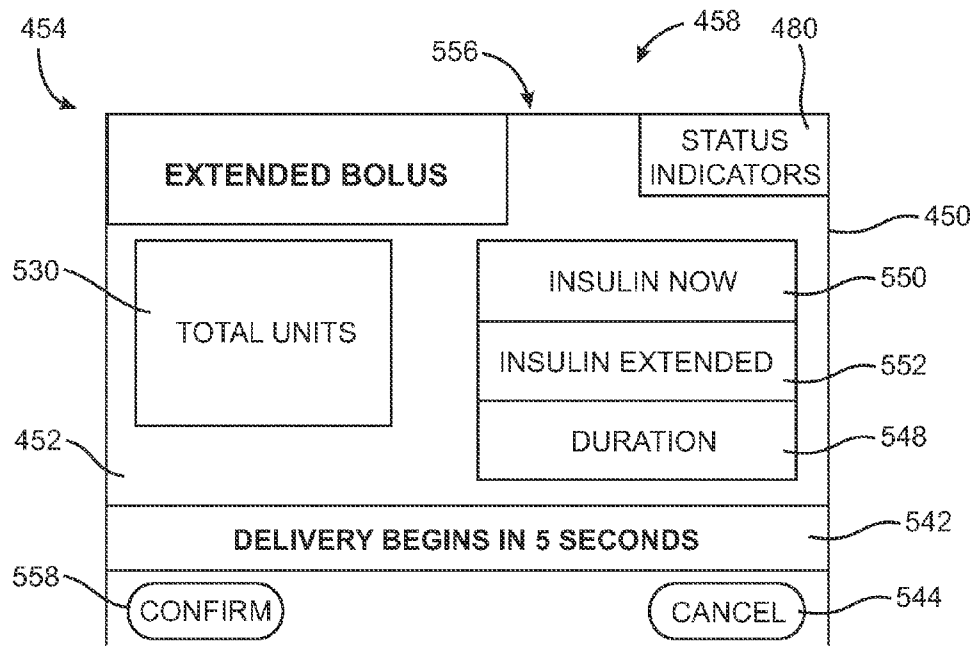 454
556
458
480
EXTENDED BOLUS
STATUS
INDICATORS
450
530
TOTAL UNITS
INSULIN NOW
550
INSULIN EXTENDED
552
DURATION
548
452
DELIVERY BEGINS IN 5 SECONDS
542
558
CONFIRM
CANCEL
544